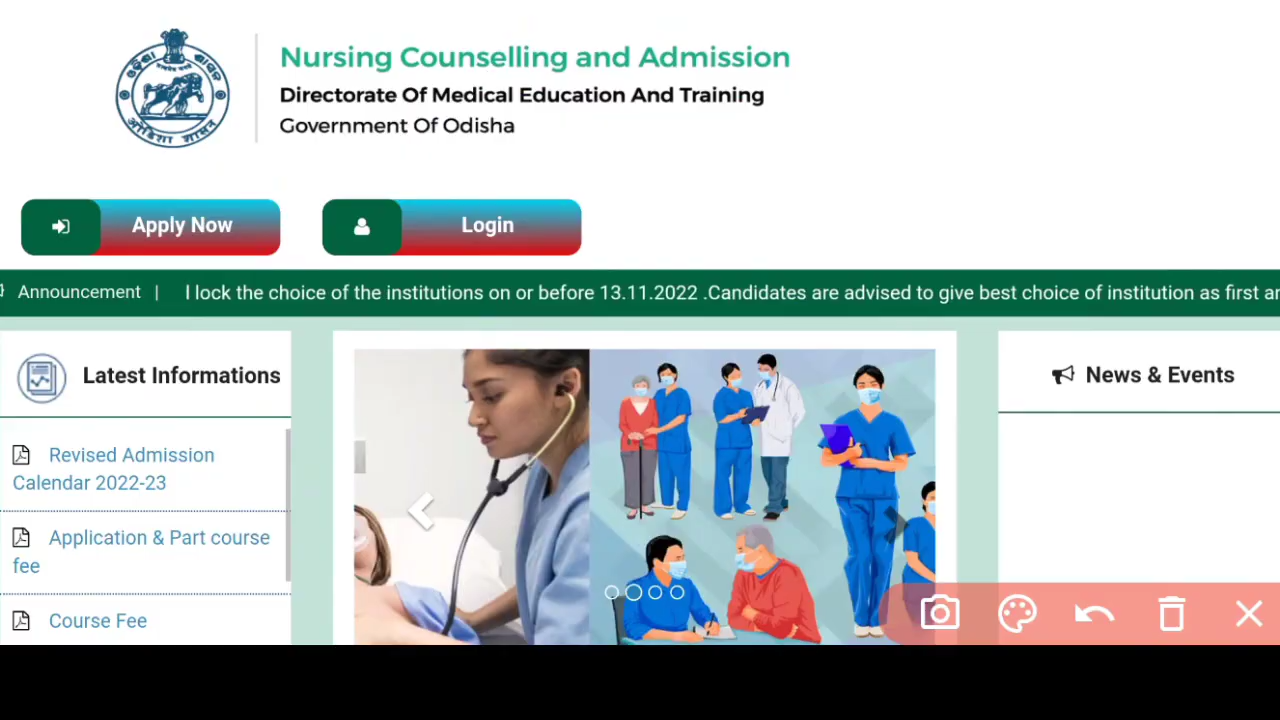 Nursing Counselling and Admission
Directorate Of Medical Education And Training
Government Of Odisha
Apply Now
Login
Announcement |
l lock the choice of the institutions on or before 13.11.2022 .Candidates are advised to give best choice of institution as first
Latest Informations
Revised Admission
Calendar 2022-23
Application & Part course
fee
Course Fee
News & Events